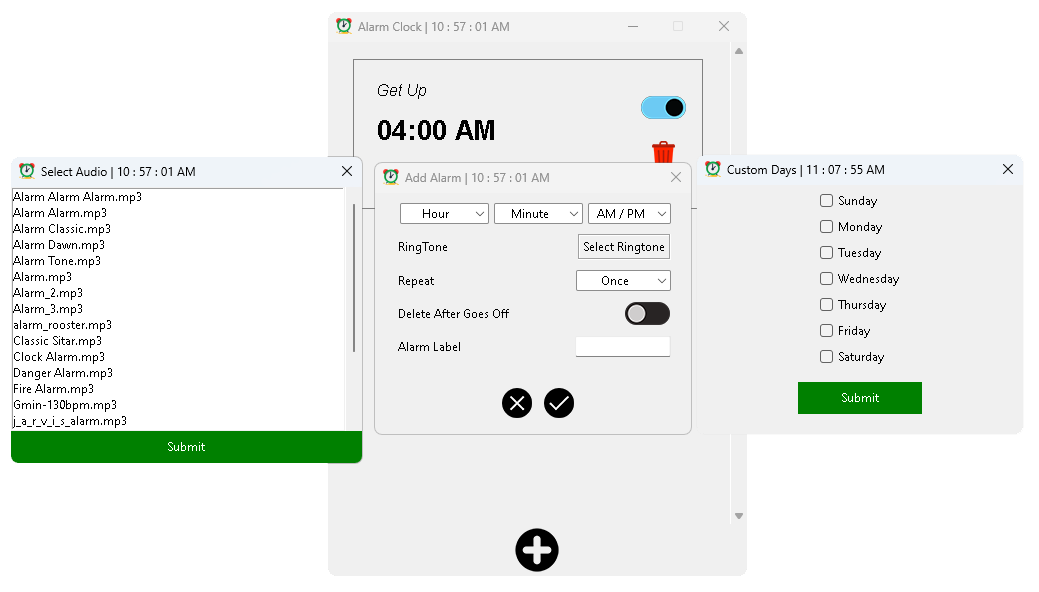 Alarm Clock | 10 : 57 : 01 AM
Get Up
04:00 AM
Select Audio | 10 : 57 : 01 AM
Alarm Alarm Alarm.mp3
Alarm Alarm.mp3
Alarm Classic.mp3
Alarm Dawn.mp3
Alarm Tone.mp3
Alarm.mp3
Alarm_2.mp3
Alarm_3.mp3
alarm_rooster.mp3
Classic Sitar.mp3
Clock Alarm.mp3
Danger Alarm.mp3
Fire Alarm.mp3
Gmin-130bpm.mp3
j_a_r_v_i_s_alarm.mp3
Submit
Add Alarm | 10 : 57 : 01 AM
Hour Minute AM / PM
RingTone Select Ringtone
Repeat Once
Delete After Goes Off
Alarm Label
Custom Days | 11 : 07 : 55 AM
Sunday
Monday
Tuesday
Wednesday
Thursday
Friday
Saturday
Submit